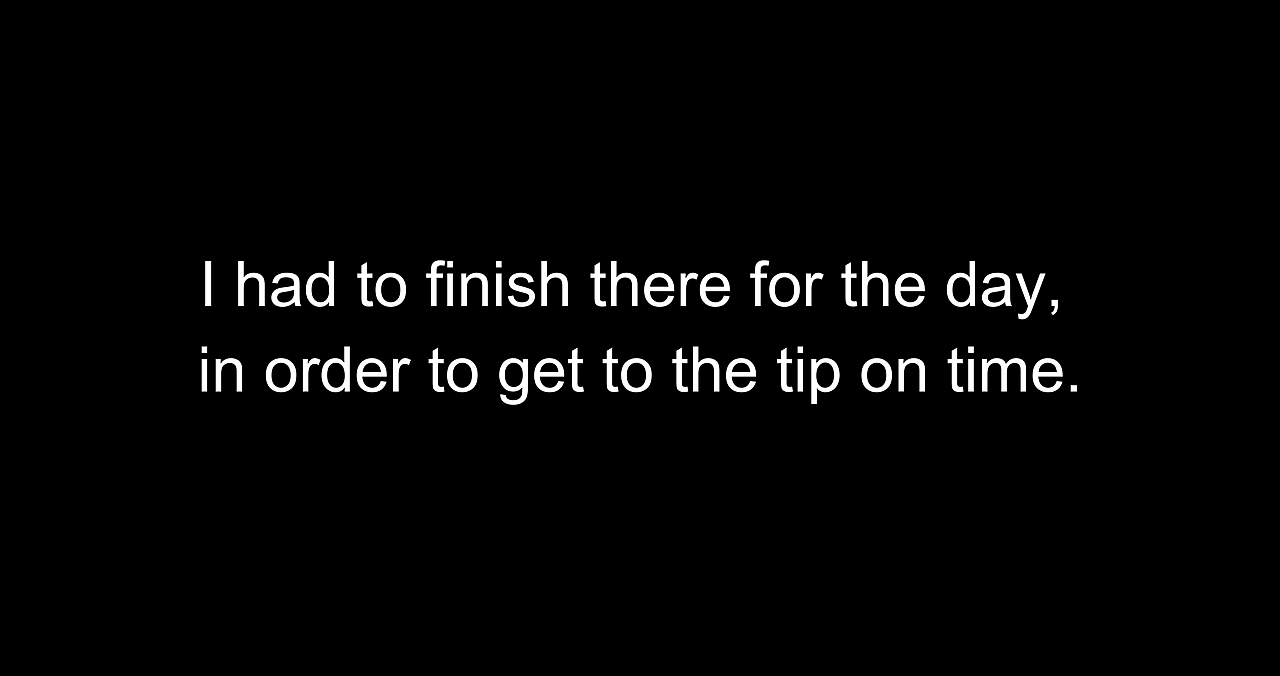 I had to finish there for the day,
in order to get to the tip on time.